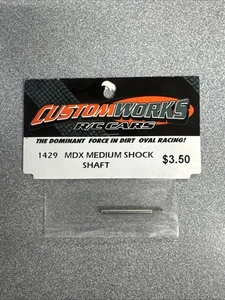 CUSTOMWORKS
R/C CARS
THE DOMINANT FORCE IN DIRT OVAL RACING!
1429 MDX MEDIUM SHOCK $3.50
SHAFT